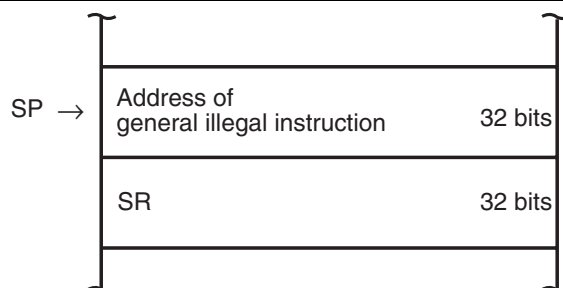 SP →
Address of
general illegal instruction
32 bits
SR
32 bits